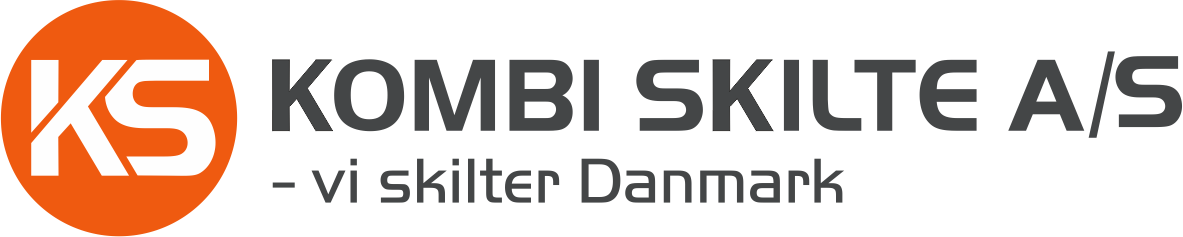 KS
KOMBI SKILTE A/S
- vi skilter Danmark